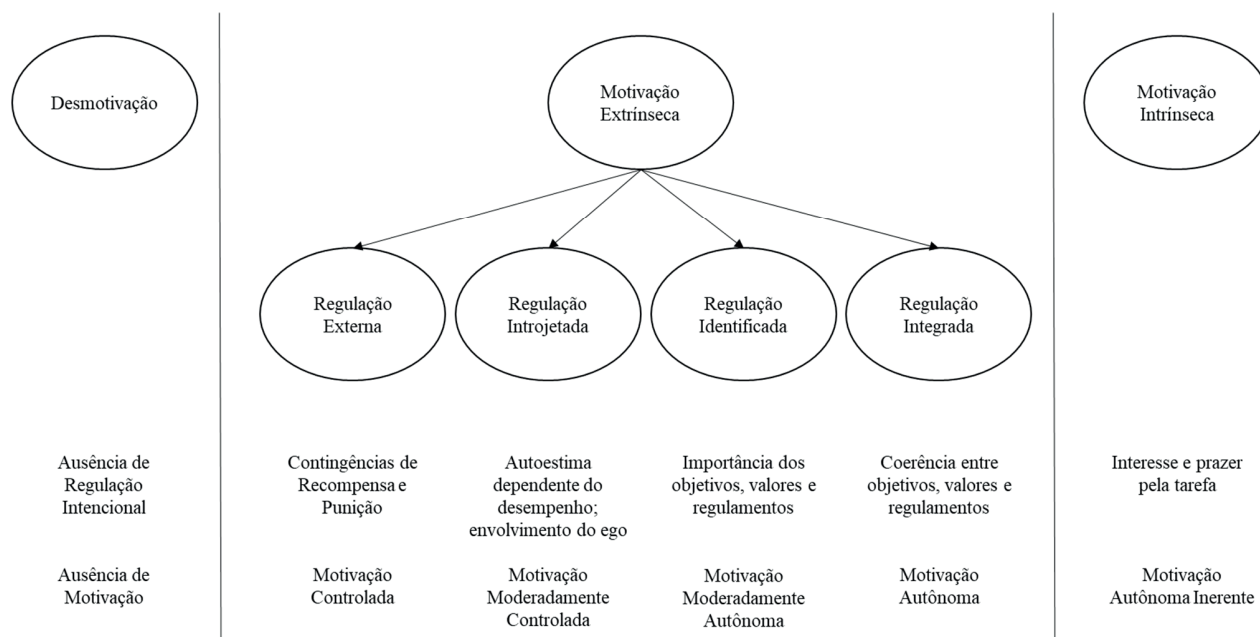 Desmotivação
Motivação
Extrínseca
Motivação
Intrínseca
Regulação
Externa
Regulação
Introjetada
Regulação
Identificada
Regulação
Integrada
Ausência de
Regulação
Intencional
Contingências de
Recompensa e
Punição
Autoestima
dependente do
desempenho;
envolvimento do ego
Importância dos
objetivos, valores e
regulamentos
Coerência entre
objetivos, valores e
regulamentos
Interesse e prazer
pela tarefa
Ausência de
Motivação
Motivação
Controlada
Motivação
Moderadamente
Controlada
Motivação
Moderadamente
Autônoma
Motivação
Autônoma
Motivação
Autônoma Inerente